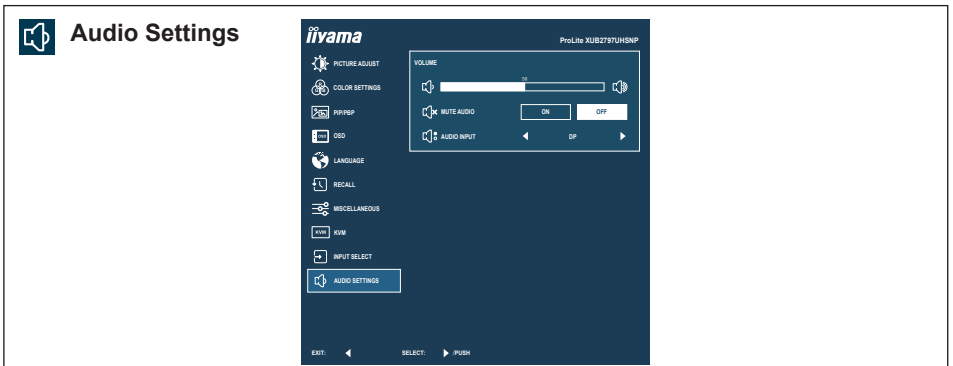 Audio Settings
iiyama
ProLite XUB2797UHSNP
PICTURE ADJUST
COLOR SETTINGS
PIP/PBP
OSD
OSD
LANGUAGE
RECALL
MISCELLANEOUS
KVM
KVM
INPUT SELECT
AUDIO SETTINGS
VOLUME
50
MUTE AUDIO
ON
OFF
AUDIO INPUT
DP
EXIT:
SELECT:
/PUSH